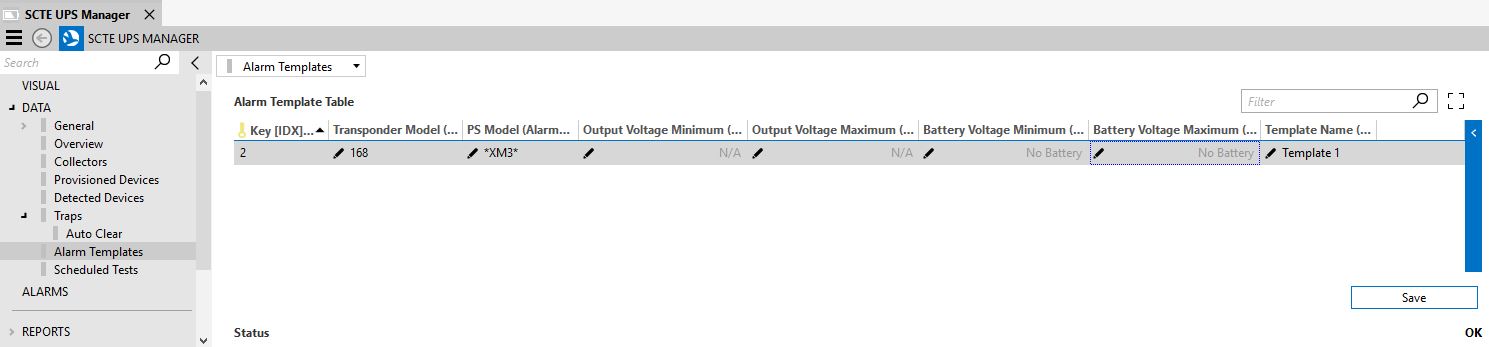 SCTE UPS Manager
SCTE UPS MANAGER
Search
VISUAL
DATA
General
Overview
Collectors
Provisioned Devices
Detected Devices
Traps
Auto Clear
Alarm Templates
Scheduled Tests
ALARMS
REPORTS
Alarm Templates
Alarm Template Table
Filter
Key [IDX]... Transponder Model (... PS Model (Alarm... Output Voltage Minimum (... Output Voltage Maximum (... Battery Voltage Minimum (... Battery Voltage Maximum (... Template Name (...
2 168 *XM3* N/A N/A No Battery No Battery Template 1
Save
Status OK